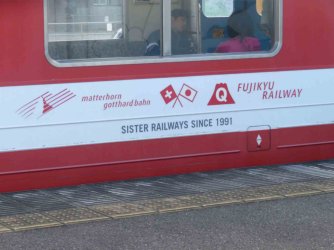 matterhorn
gotthard bahn
Q
FUJIKYU
RAILWAY
SISTER RAILWAYS SINCE 1991